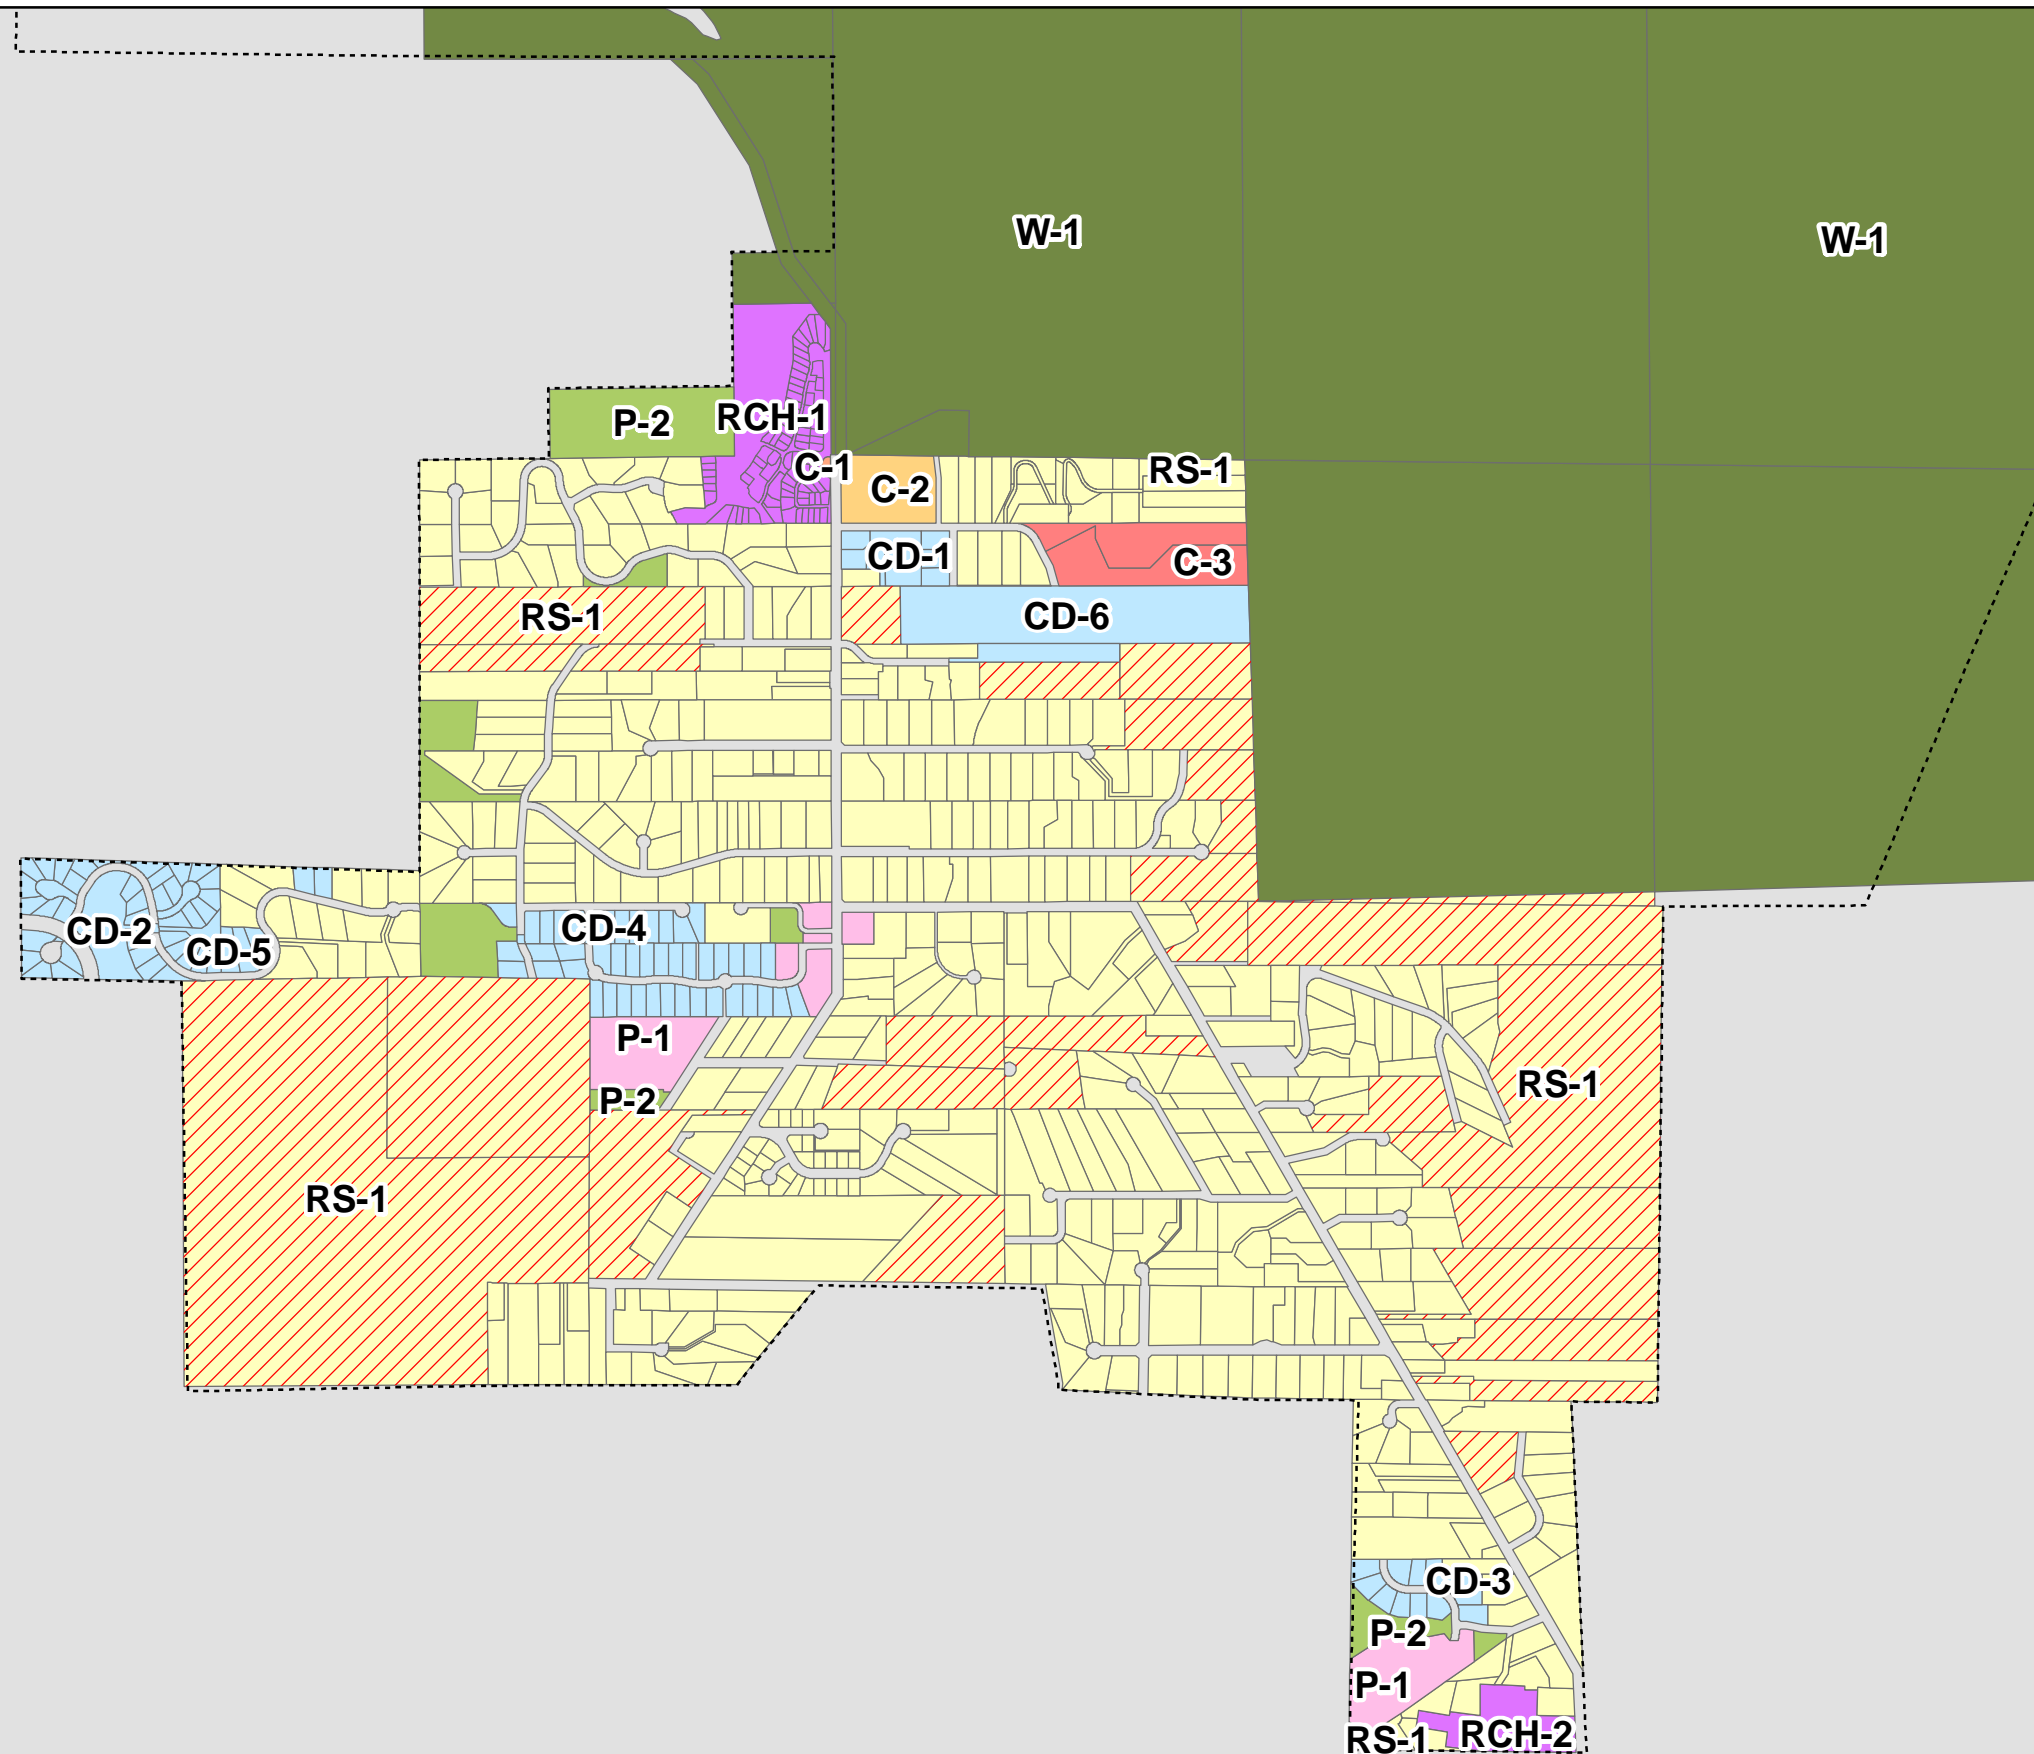 W-1
W-1
P-2
RCH-1
C-1
RS-1
C-2
CD-1
C-3
RS-1
CD-6
CD-4
CD-2
CD-5
P-1
RS-1
P-2
RS-1
CD-3
P-2
P-1
RS-1
RCH-2